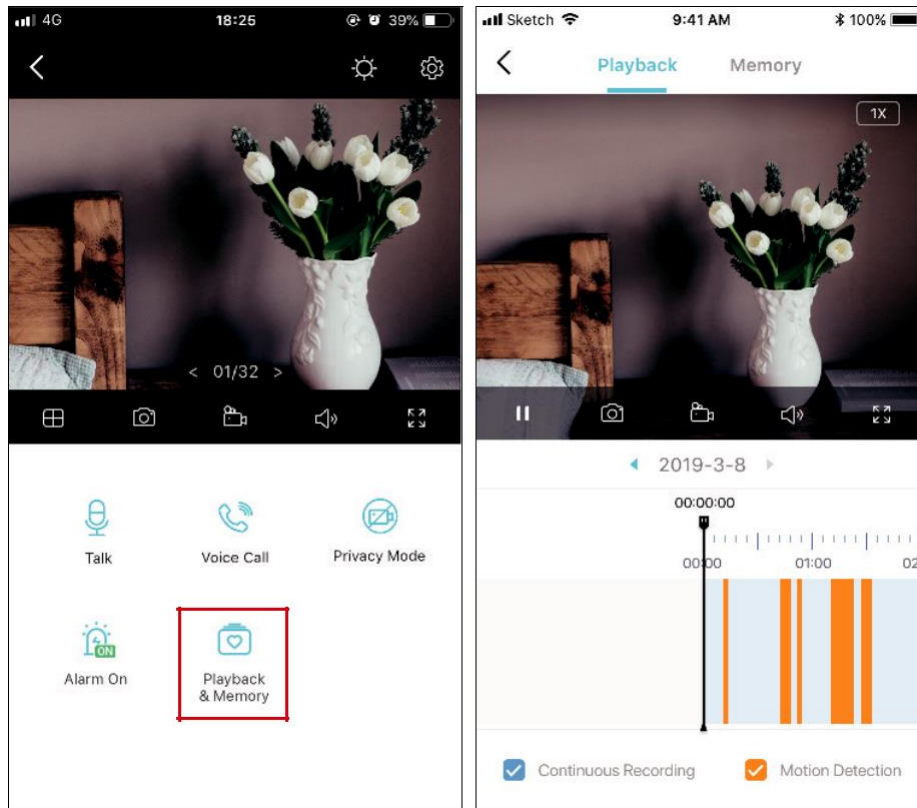 4G 18:25 39%
< 01/32 >
Talk
Voice Call
Privacy Mode
ON
Alarm On
Playback
& Memory
Sketch 9:41 AM 100%
Playback Memory
1X
2019-3-8
00:00:00
00:00 01:00 02
Continuous Recording Motion Detection